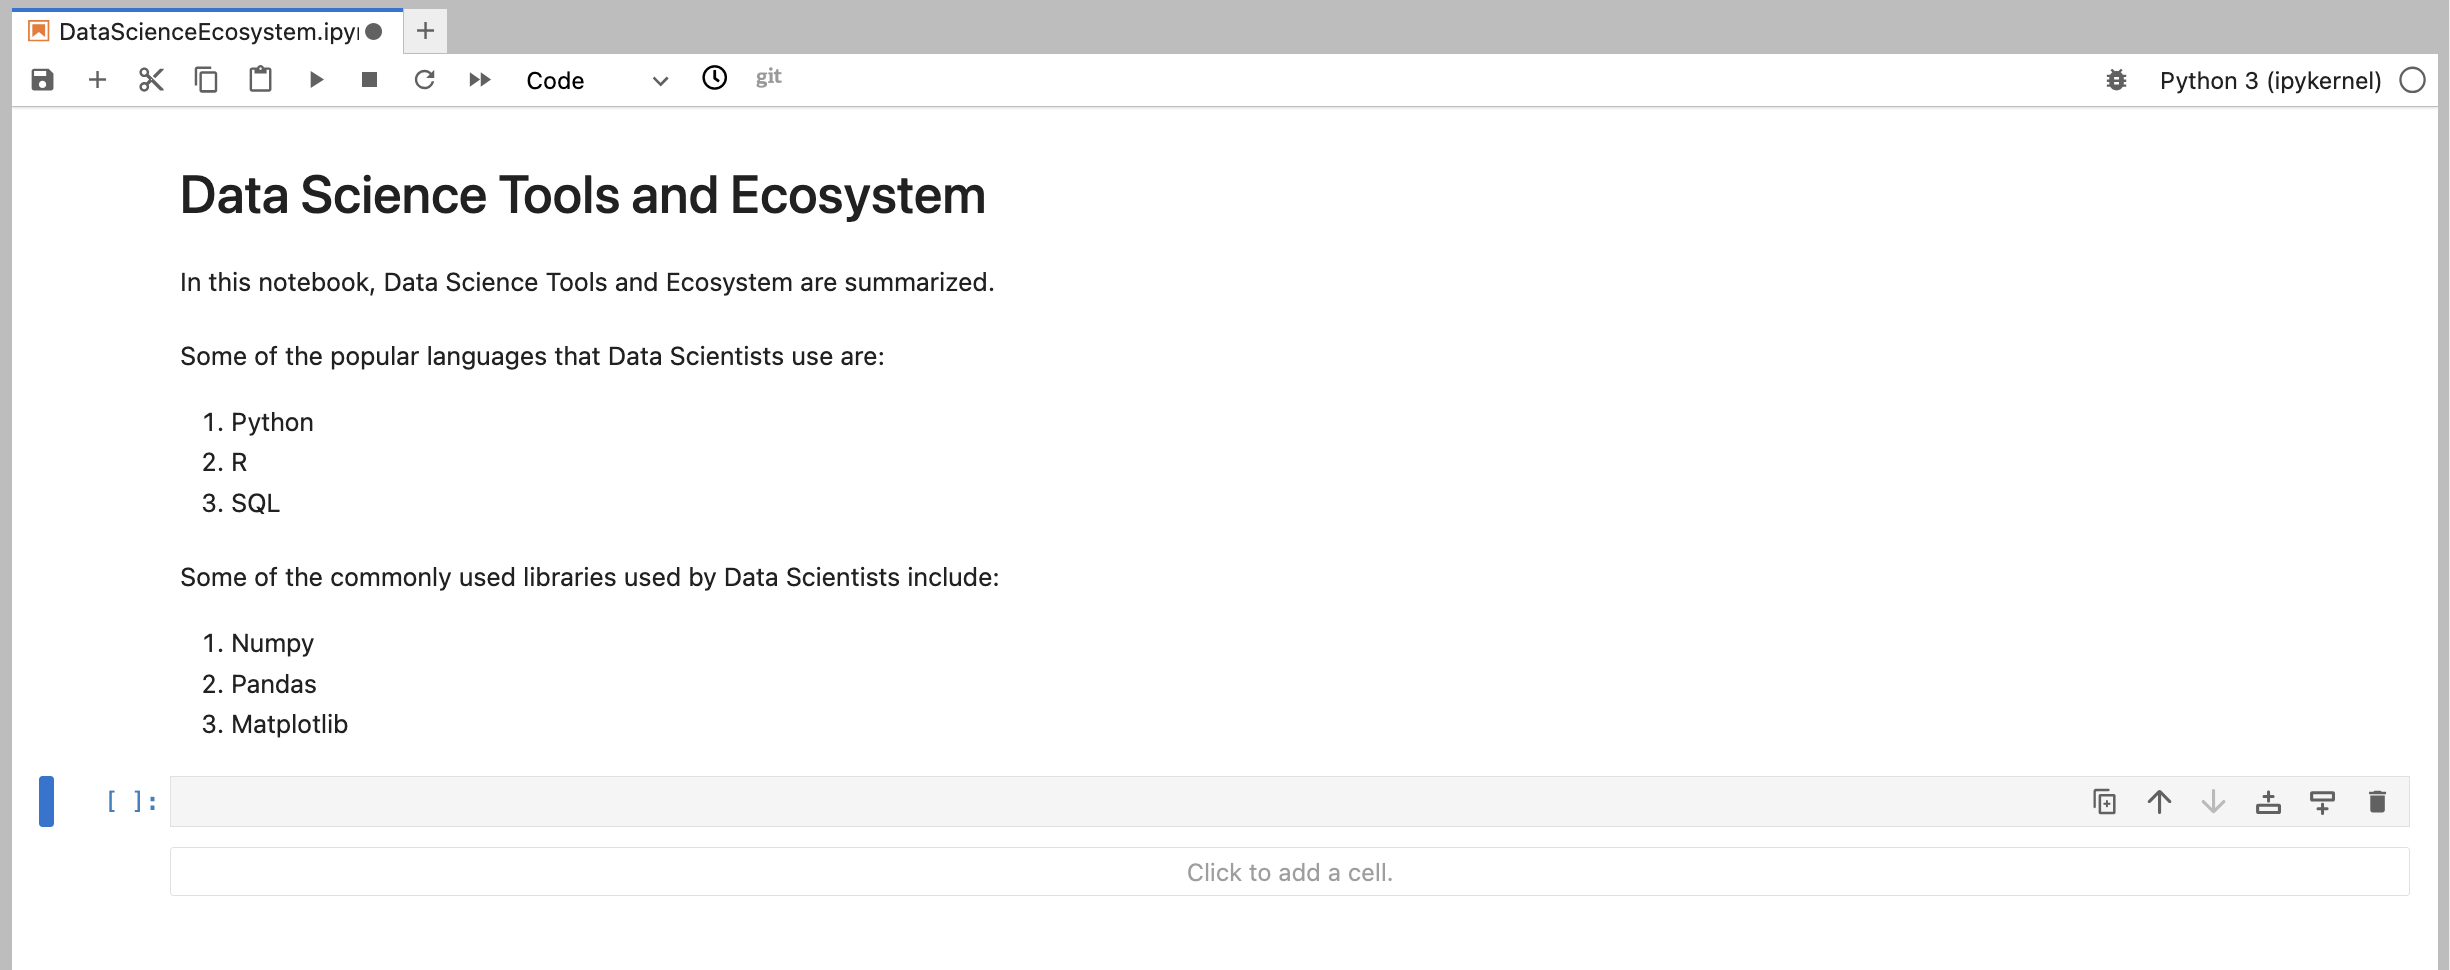 DataScienceEcosystem.ipyn
Code
git
Python 3 (ipykernel)
Data Science Tools and Ecosystem
In this notebook, Data Science Tools and Ecosystem are summarized.
Some of the popular languages that Data Scientists use are:
1. Python
2. R
3. SQL
Some of the commonly used libraries used by Data Scientists include:
1. Numpy
2. Pandas
3. Matplotlib
[ ]:
Click to add a cell.